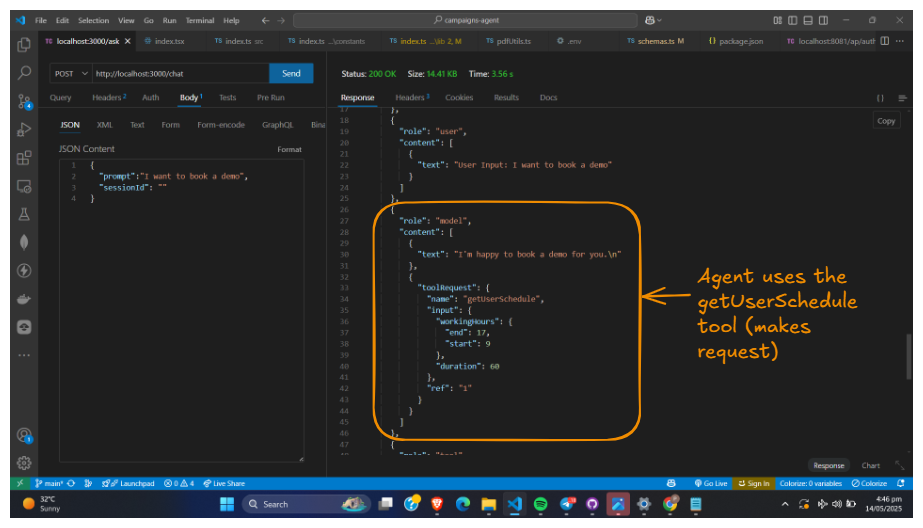 File Edit Selection View Go Run Terminal Help
campaigns-agent
localhost:3000/ask
index.tsx
TS index.ts src
TS index.ts ...\constants
TS index.ts ...\lib 2, M
TS pdfUtils.ts
.env
TS schemas.ts M
{} package.json
localhost:8081/ap/auth
POST http://localhost:3000/chat Send
Query Headers 2 Auth Body 1 Tests Pre Run
JSON XML Text Form Form-encode GraphQL Bina
JSON Content Format
1 {
2 "prompt":"I want to book a demo",
3 "sessionId": ""
4 }
Status: 200 OK Size: 14.41 KB Time: 3.56 s
Response Headers 3 Cookies Results Docs
{}
Copy
17 },
18 {
19 "role": "user",
20 "content": [
21 {
22 "text": "User Input: I want to book a demo"
23 }
24 ]
25 },
26 {
27 "role": "model",
28 "content": [
29 {
30 "text": "I'm happy to book a demo for you.\n"
31 },
32 {
33 "toolRequest": {
34 "name": "getUserSchedule",
35 "input": {
36 "workingHours": {
37 "end": 17,
38 "start": 9
39 },
40 "duration": 60
41 },
42 "ref": "1"
43 }
44 }
45 ]
46 },
47 {
Agent uses the
getUserSchedule
tool (makes
request)
Response Chart
main* Launchpad 0 4 Live Share
Go Live Sign In Colorize: 0 variables Colorize
32°C
Sunny
Search
4:46 pm
14/05/2025